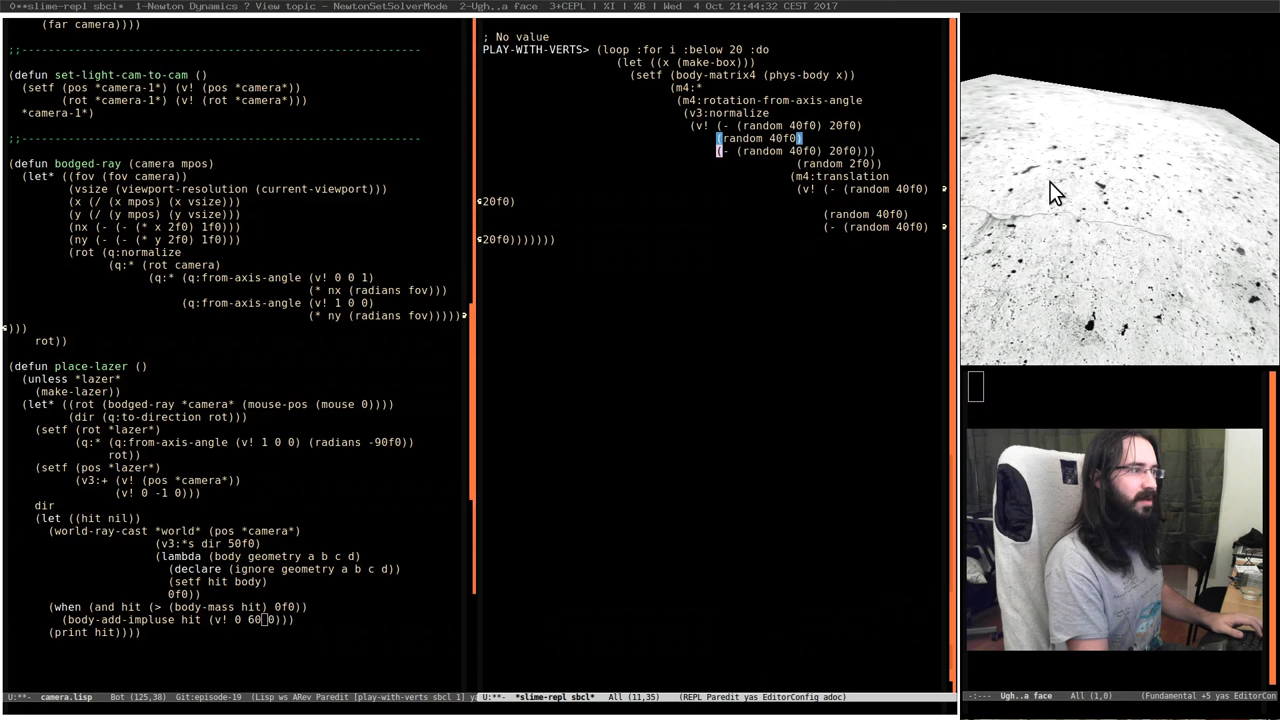 0**slime-repl sbcl*  1-Newton Dynamics ? View topic - NewtonSetSolverMode  2-Ugh..a face  3+CEPL | %I | %B | Wed  4 Oct 21:44:32 CEST 2017
(far camera))))
;;------------------------------------------------------------
(defun set-light-cam-to-cam ()
(setf (pos *camera-1*) (v! (pos *camera*))
(rot *camera-1*) (v! (rot *camera*)))
*camera-1*)
;;------------------------------------------------------------
(defun bodged-ray (camera mpos)
(let* ((fov (fov camera))
(vsize (viewport-resolution (current-viewport)))
(x (/ (x mpos) (x vsize)))
(y (/ (y mpos) (y vsize)))
(nx (- (- (* x 2f0) 1f0)))
(ny (- (- (* y 2f0) 1f0)))
(rot (q:normalize
(q:* (rot camera)
(q:* (q:from-axis-angle (v! 0 0 1)
(* nx (radians fov)))
(q:from-axis-angle (v! 1 0 0)
(* ny (radians fov)))))
)))
rot))
(defun place-lazer ()
(unless *lazer*
(make-lazer))
(let* ((rot (bodged-ray *camera* (mouse-pos (mouse 0))))
(dir (q:to-direction rot)))
(setf (rot *lazer*)
(q:* (q:from-axis-angle (v! 1 0 0) (radians -90f0))
rot))
(setf (pos *lazer*)
(v3:+ (v! (pos *camera*))
(v! 0 -1 0)))
dir
(let ((hit nil))
(world-ray-cast *world* (pos *camera*)
(v3:*s dir 50f0)
(lambda (body geometry a b c d)
(declare (ignore geometry a b c d))
(setf hit body)
0f0))
(when (and hit (> (body-mass hit) 0f0))
(body-add-impluse hit (v! 0 60 0)))
(print hit))))
U:**-  camera.lisp    Bot (125,38)  Git:episode-19  (Lisp ws ARev Paredit [play-with-verts sbcl 1] ya
; No value
PLAY-WITH-VERTS> (loop :for i :below 20 :do
(let ((x (make-box)))
(setf (body-matrix4 (phys-body x))
(m4:*
(m4:rotation-from-axis-angle
(v3:normalize
(v! (- (random 40f0) 20f0)
(random 40f0)
(- (random 40f0) 20f0)))
(random 2f0))
(m4:translation
(v! (- (random 40f0)
20f0)
(random 40f0)
(- (random 40f0)
20f0)))))))
U:**-  *slime-repl sbcl*   All (11,35)    (REPL Paredit yas EditorConfig adoc)
-:---  Ugh..a face    All (1,0)    (Fundamental +5 yas EditorCon